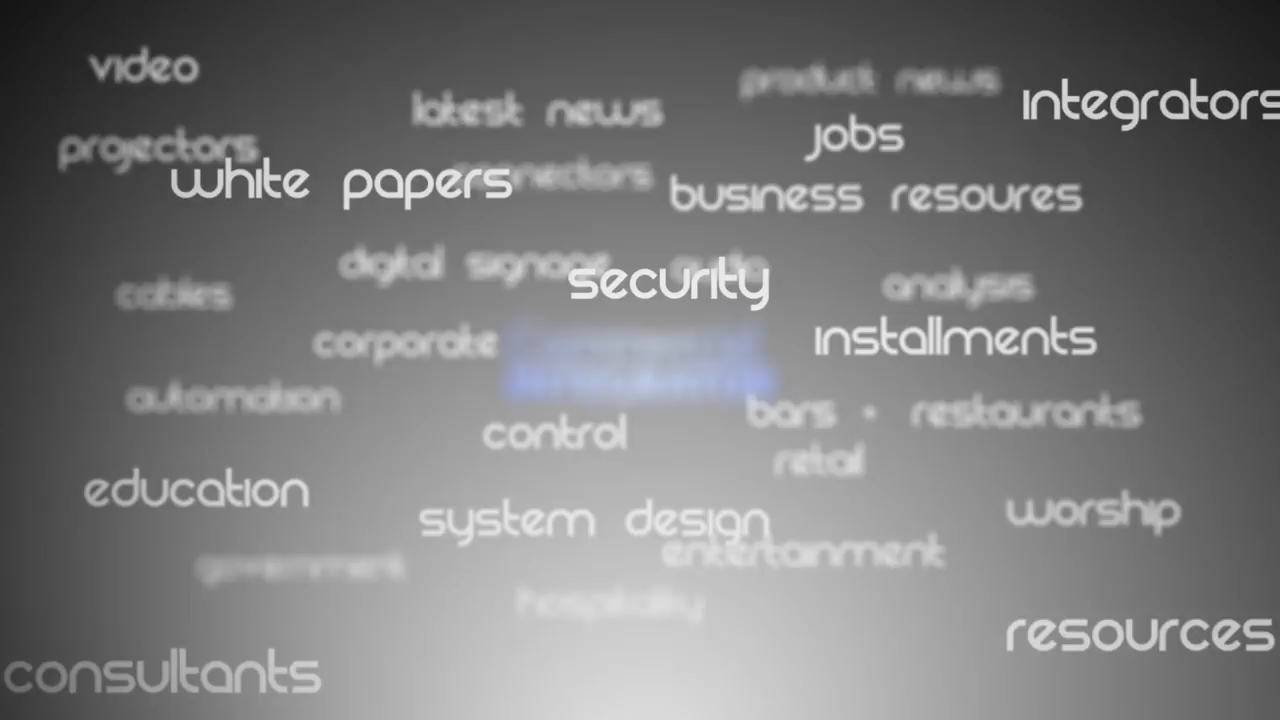 video
product news
integrators
latest news
jobs
projectors
connectors
white papers
business resoures
digital signage
audio
security
analysis
cables
corporate
installments
automation
bars • restaurants
control
retail
education
worship
system design
entertainment
government
hospitality
resources
consultants